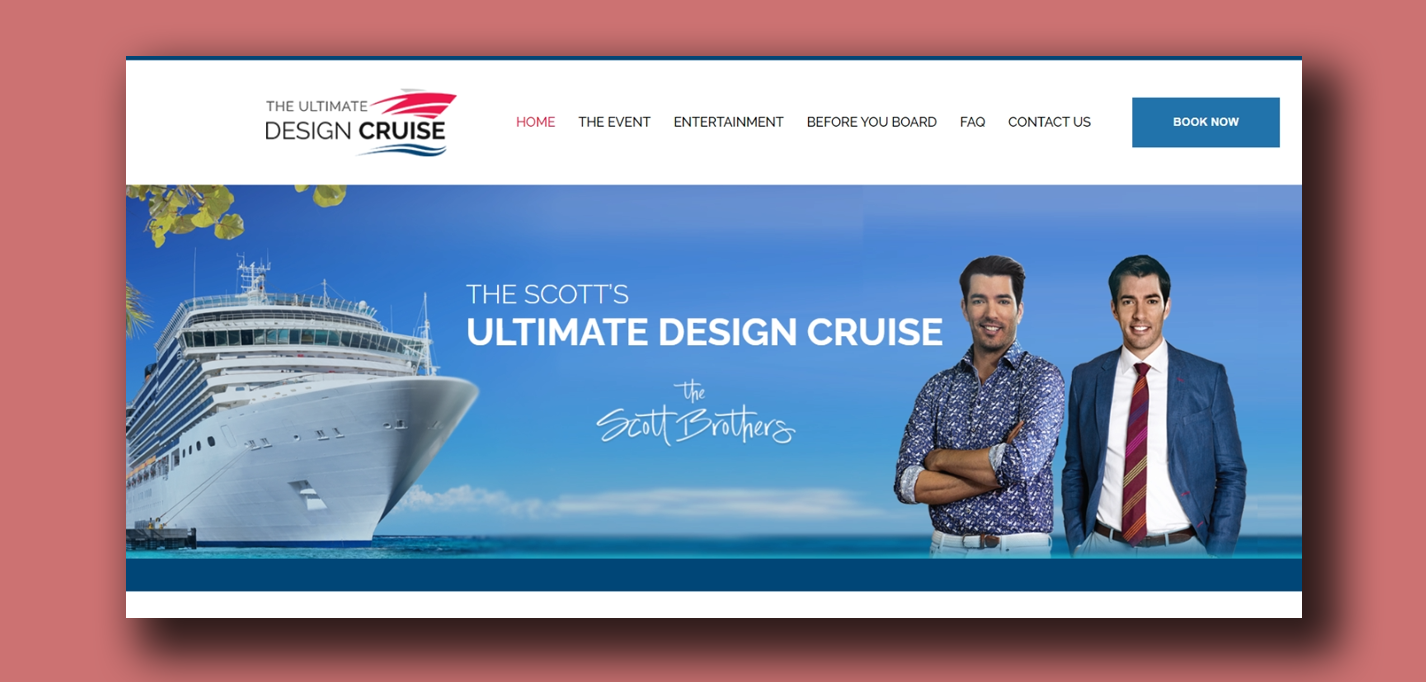 THE ULTIMATE
DESIGN CRUISE
HOME THE EVENT ENTERTAINMENT BEFORE YOU BOARD FAQ CONTACT US BOOK NOW
THE SCOTT'S
ULTIMATE DESIGN CRUISE
the
Scott Brothers